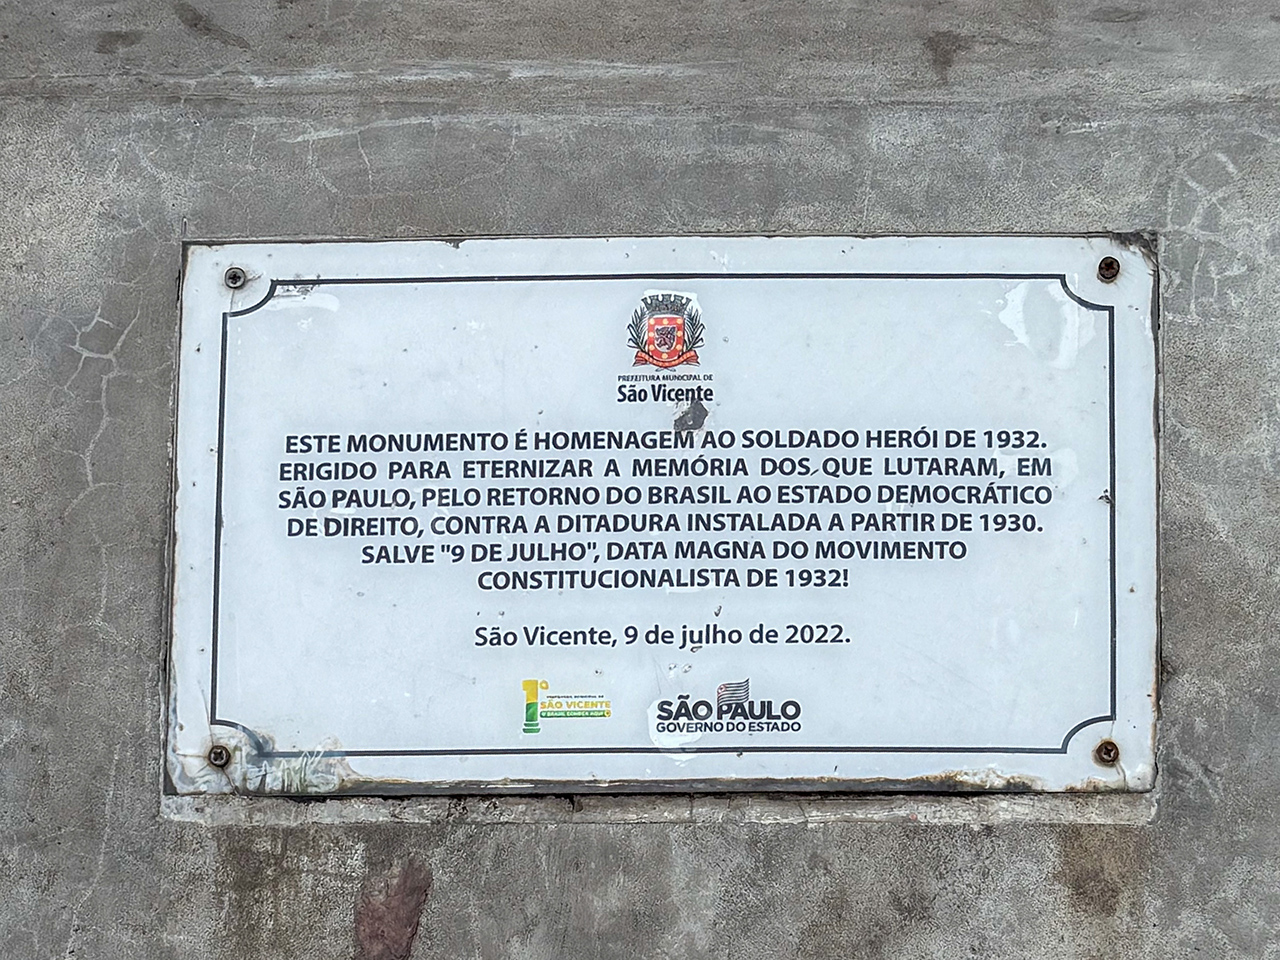 PREFEITURA MUNICIPAL DE
São Vicente
ESTE MONUMENTO É HOMENAGEM AO SOLDADO HERÓI DE 1932.
ERIGIDO PARA ETERNIZAR A MEMÓRIA DOS QUE LUTARAM, EM
SÃO PAULO, PELO RETORNO DO BRASIL AO ESTADO DEMOCRÁTICO
DE DIREITO, CONTRA A DITADURA INSTALADA A PARTIR DE 1930.
SALVE "9 DE JULHO", DATA MAGNA DO MOVIMENTO
CONSTITUCIONALISTA DE 1932!
São Vicente, 9 de julho de 2022.
1ª
SÃO VICENTE
SÃO PAULO
GOVERNO DO ESTADO